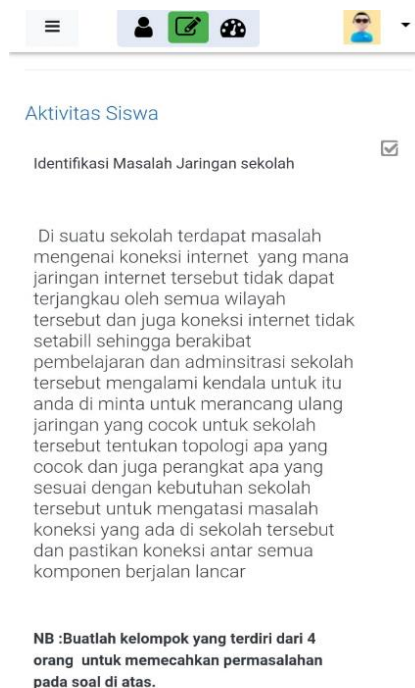 Aktivitas Siswa
Identifikasi Masalah Jaringan sekolah
Di suatu sekolah terdapat masalah
mengenai koneksi internet yang mana
jaringan internet tersebut tidak dapat
terjangkau oleh semua wilayah
tersebut dan juga koneksi internet tidak
setabill sehingga berakibat
pembelajaran dan adminsitrasi sekolah
tersebut mengalami kendala untuk itu
anda di minta untuk merancang ulang
jaringan yang cocok untuk sekolah
tersebut tentukan topologi apa yang
cocok dan juga perangkat apa yang
sesuai dengan kebutuhan sekolah
tersebut untuk mengatasi masalah
koneksi yang ada di sekolah tersebut
dan pastikan koneksi antar semua
komponen berjalan lancar
NB :Buatlah kelompok yang terdiri dari 4
orang untuk memecahkan permasalahan
pada soal di atas.